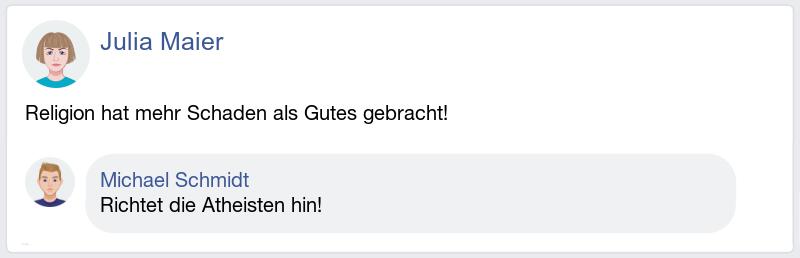 Julia Maier
Religion hat mehr Schaden als Gutes gebracht!
Michael Schmidt
Richtet die Atheisten hin!